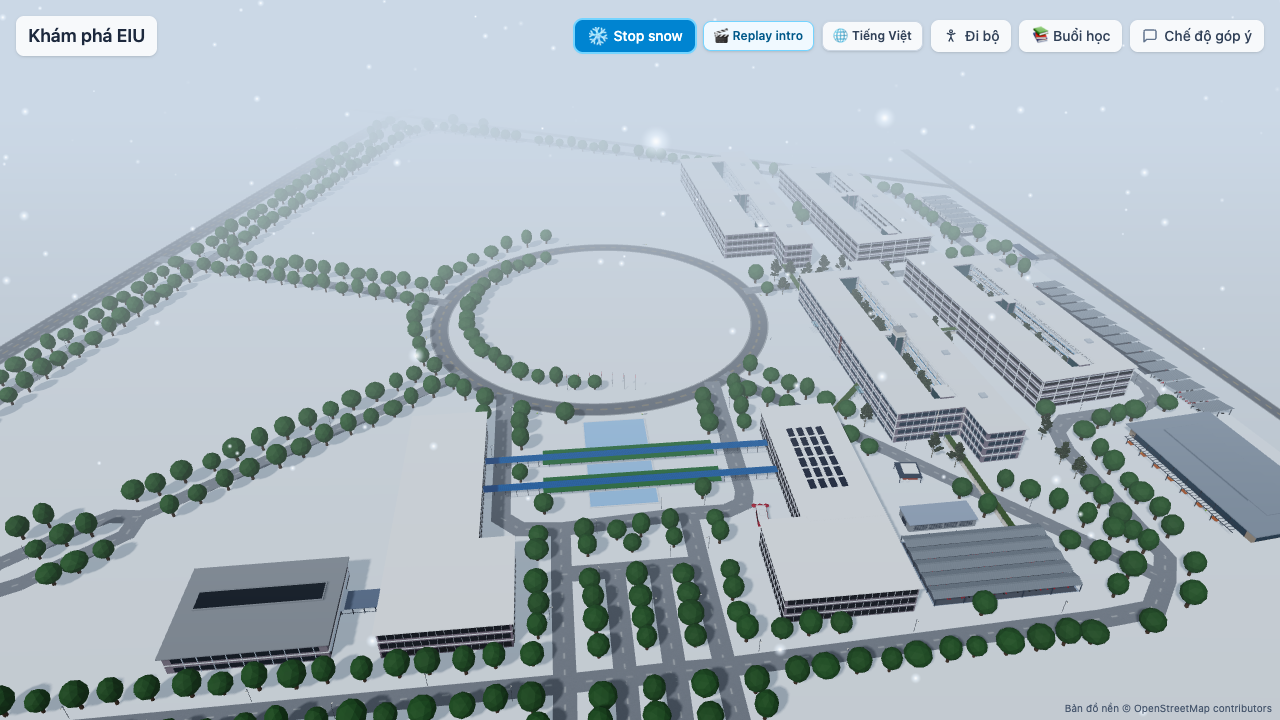 Khám phá EIU
Stop snow
Replay intro
Tiếng Việt
Đi bộ
Buổi học
Chế độ góp ý
Bản đồ nền © OpenStreetMap contributors